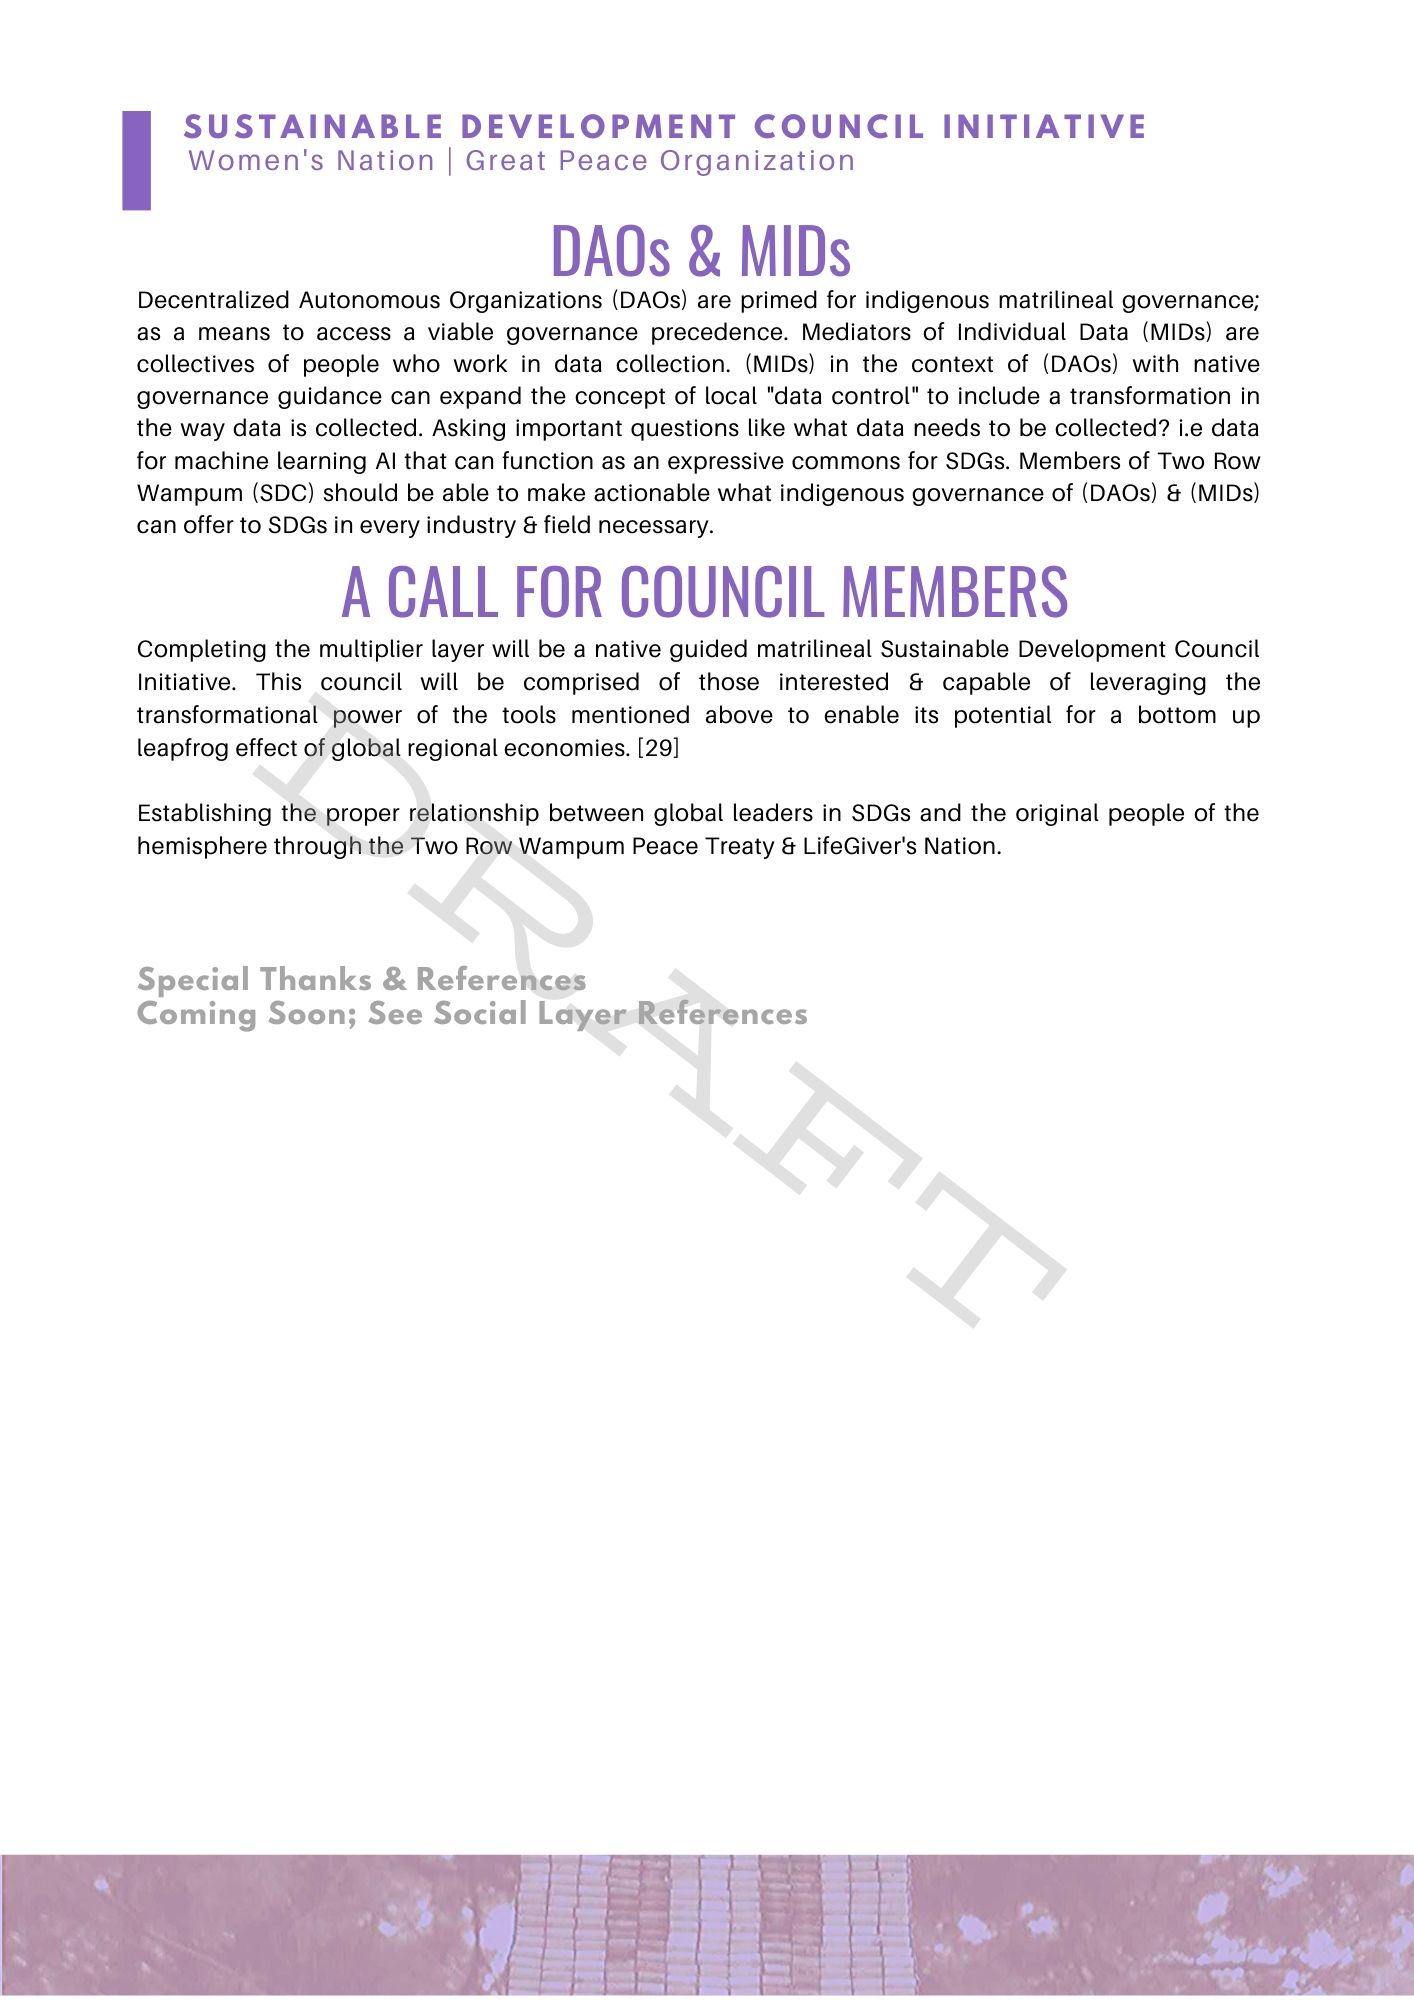 SUSTAINABLE DEVELOPMENT COUNCIL INITIATIVE
Women's Nation | Great Peace Organization
DAOs & MIDs
Decentralized Autonomous Organizations (DAOs) are primed for indigenous matrilineal governance;
as a means to access a viable governance precedence. Mediators of Individual Data (MIDs) are
collectives of people who work in data collection. (MIDs) in the context of (DAOs) with native
governance guidance can expand the concept of local "data control" to include a transformation in
the way data is collected. Asking important questions like what data needs to be collected? i.e data
for machine learning AI that can function as an expressive commons for SDGs. Members of Two Row
Wampum (SDC) should be able to make actionable what indigenous governance of (DAOs) & (MIDs)
can offer to SDGs in every industry & field necessary.
A CALL FOR COUNCIL MEMBERS
Completing the multiplier layer will be a native guided matrilineal Sustainable Development Council
Initiative. This council will be comprised of those interested & capable of leveraging the
transformational power of the tools mentioned above to enable its potential for a bottom up
leapfrog effect of global regional economies. [29]
Establishing the proper relationship between global leaders in SDGs and the original people of the
hemisphere through the Two Row Wampum Peace Treaty & LifeGiver's Nation.
Special Thanks & References
Coming Soon; See Social Layer References
DRAFT